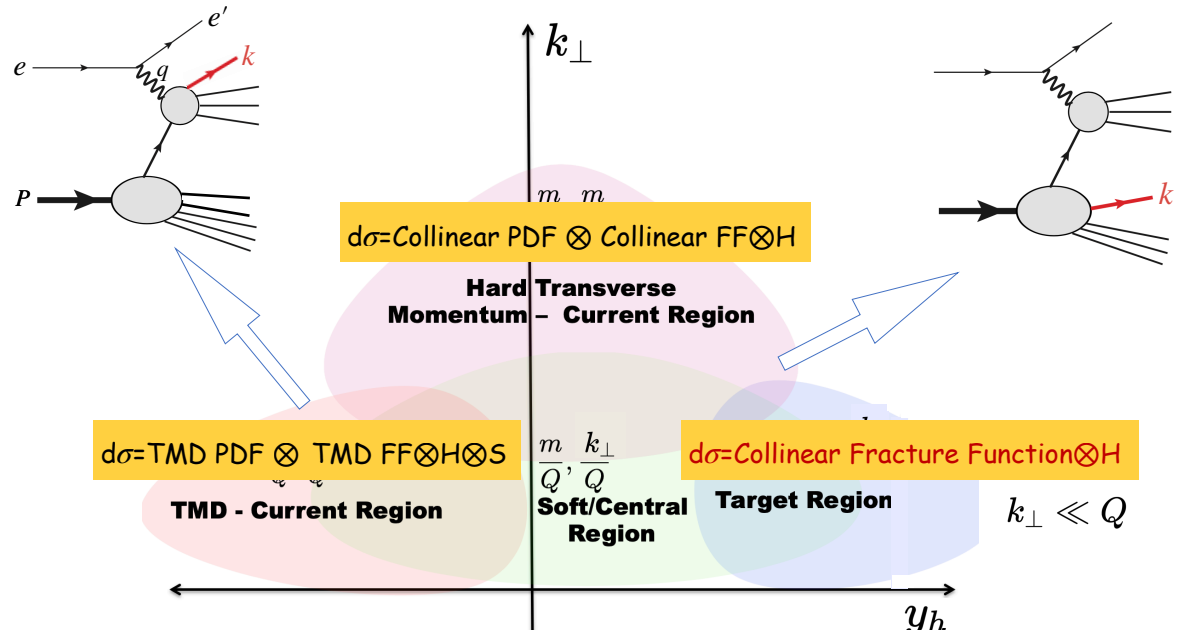 e
e′
q
k
P
k⊥
k
m m
dσ=Collinear PDF ⊗ Collinear FF⊗H
Hard Transverse
Momentum – Current Region
dσ=TMD PDF ⊗ TMD FF⊗H⊗S
TMD - Current Region
m/Q, k⊥/Q
Soft/Central
Region
dσ=Collinear Fracture Function⊗H
Target Region
k⊥ ≪ Q
y_h